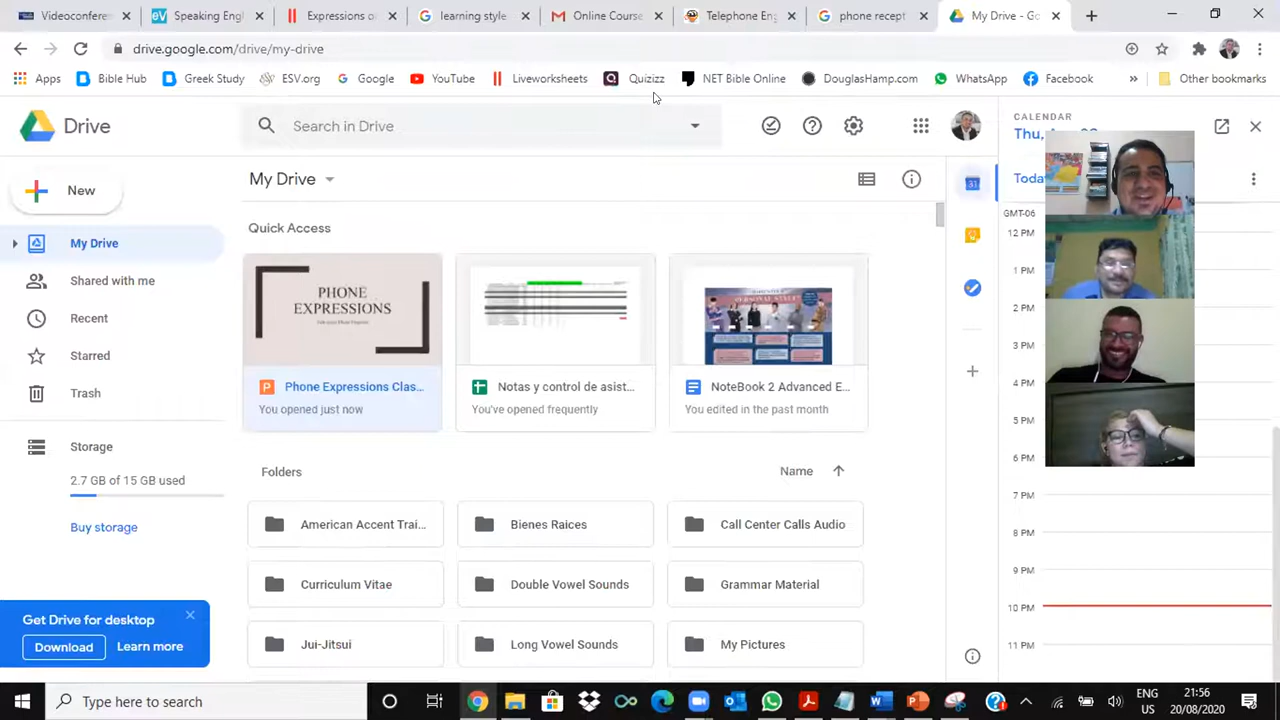 Videoconferen
Speaking Engl
Expressions o
learning style
Online Course
Telephone Eng
phone recept
My Drive - Go
drive.google.com/drive/my-drive
Apps
Bible Hub
Greek Study
ESV.org
Google
YouTube
Liveworksheets
Quizizz
NET Bible Online
DouglasHamp.com
WhatsApp
Facebook
»
Other bookmarks
Drive
Search in Drive
CALENDAR
Thu,
New
My Drive
Today
GMT-06
My Drive
Shared with me
Recent
Starred
Trash
Storage
2.7 GB of 15 GB used
Buy storage
Quick Access
PHONE
EXPRESSIONS
Phone Expressions Clas...
You opened just now
Notas y control de asist...
You've opened frequently
PERSONAL STYLE
NoteBook 2 Advanced E...
You edited in the past month
Folders
Name
American Accent Trai...
Bienes Raices
Call Center Calls Audio
Curriculum Vitae
Double Vowel Sounds
Grammar Material
Jui-Jitsui
Long Vowel Sounds
My Pictures
31
12 PM
1 PM
2 PM
3 PM
4 PM
5 PM
6 PM
7 PM
8 PM
9 PM
10 PM
11 PM
Get Drive for desktop
Download
Learn more
Type here to search
ENG
US
21:56
20/08/2020